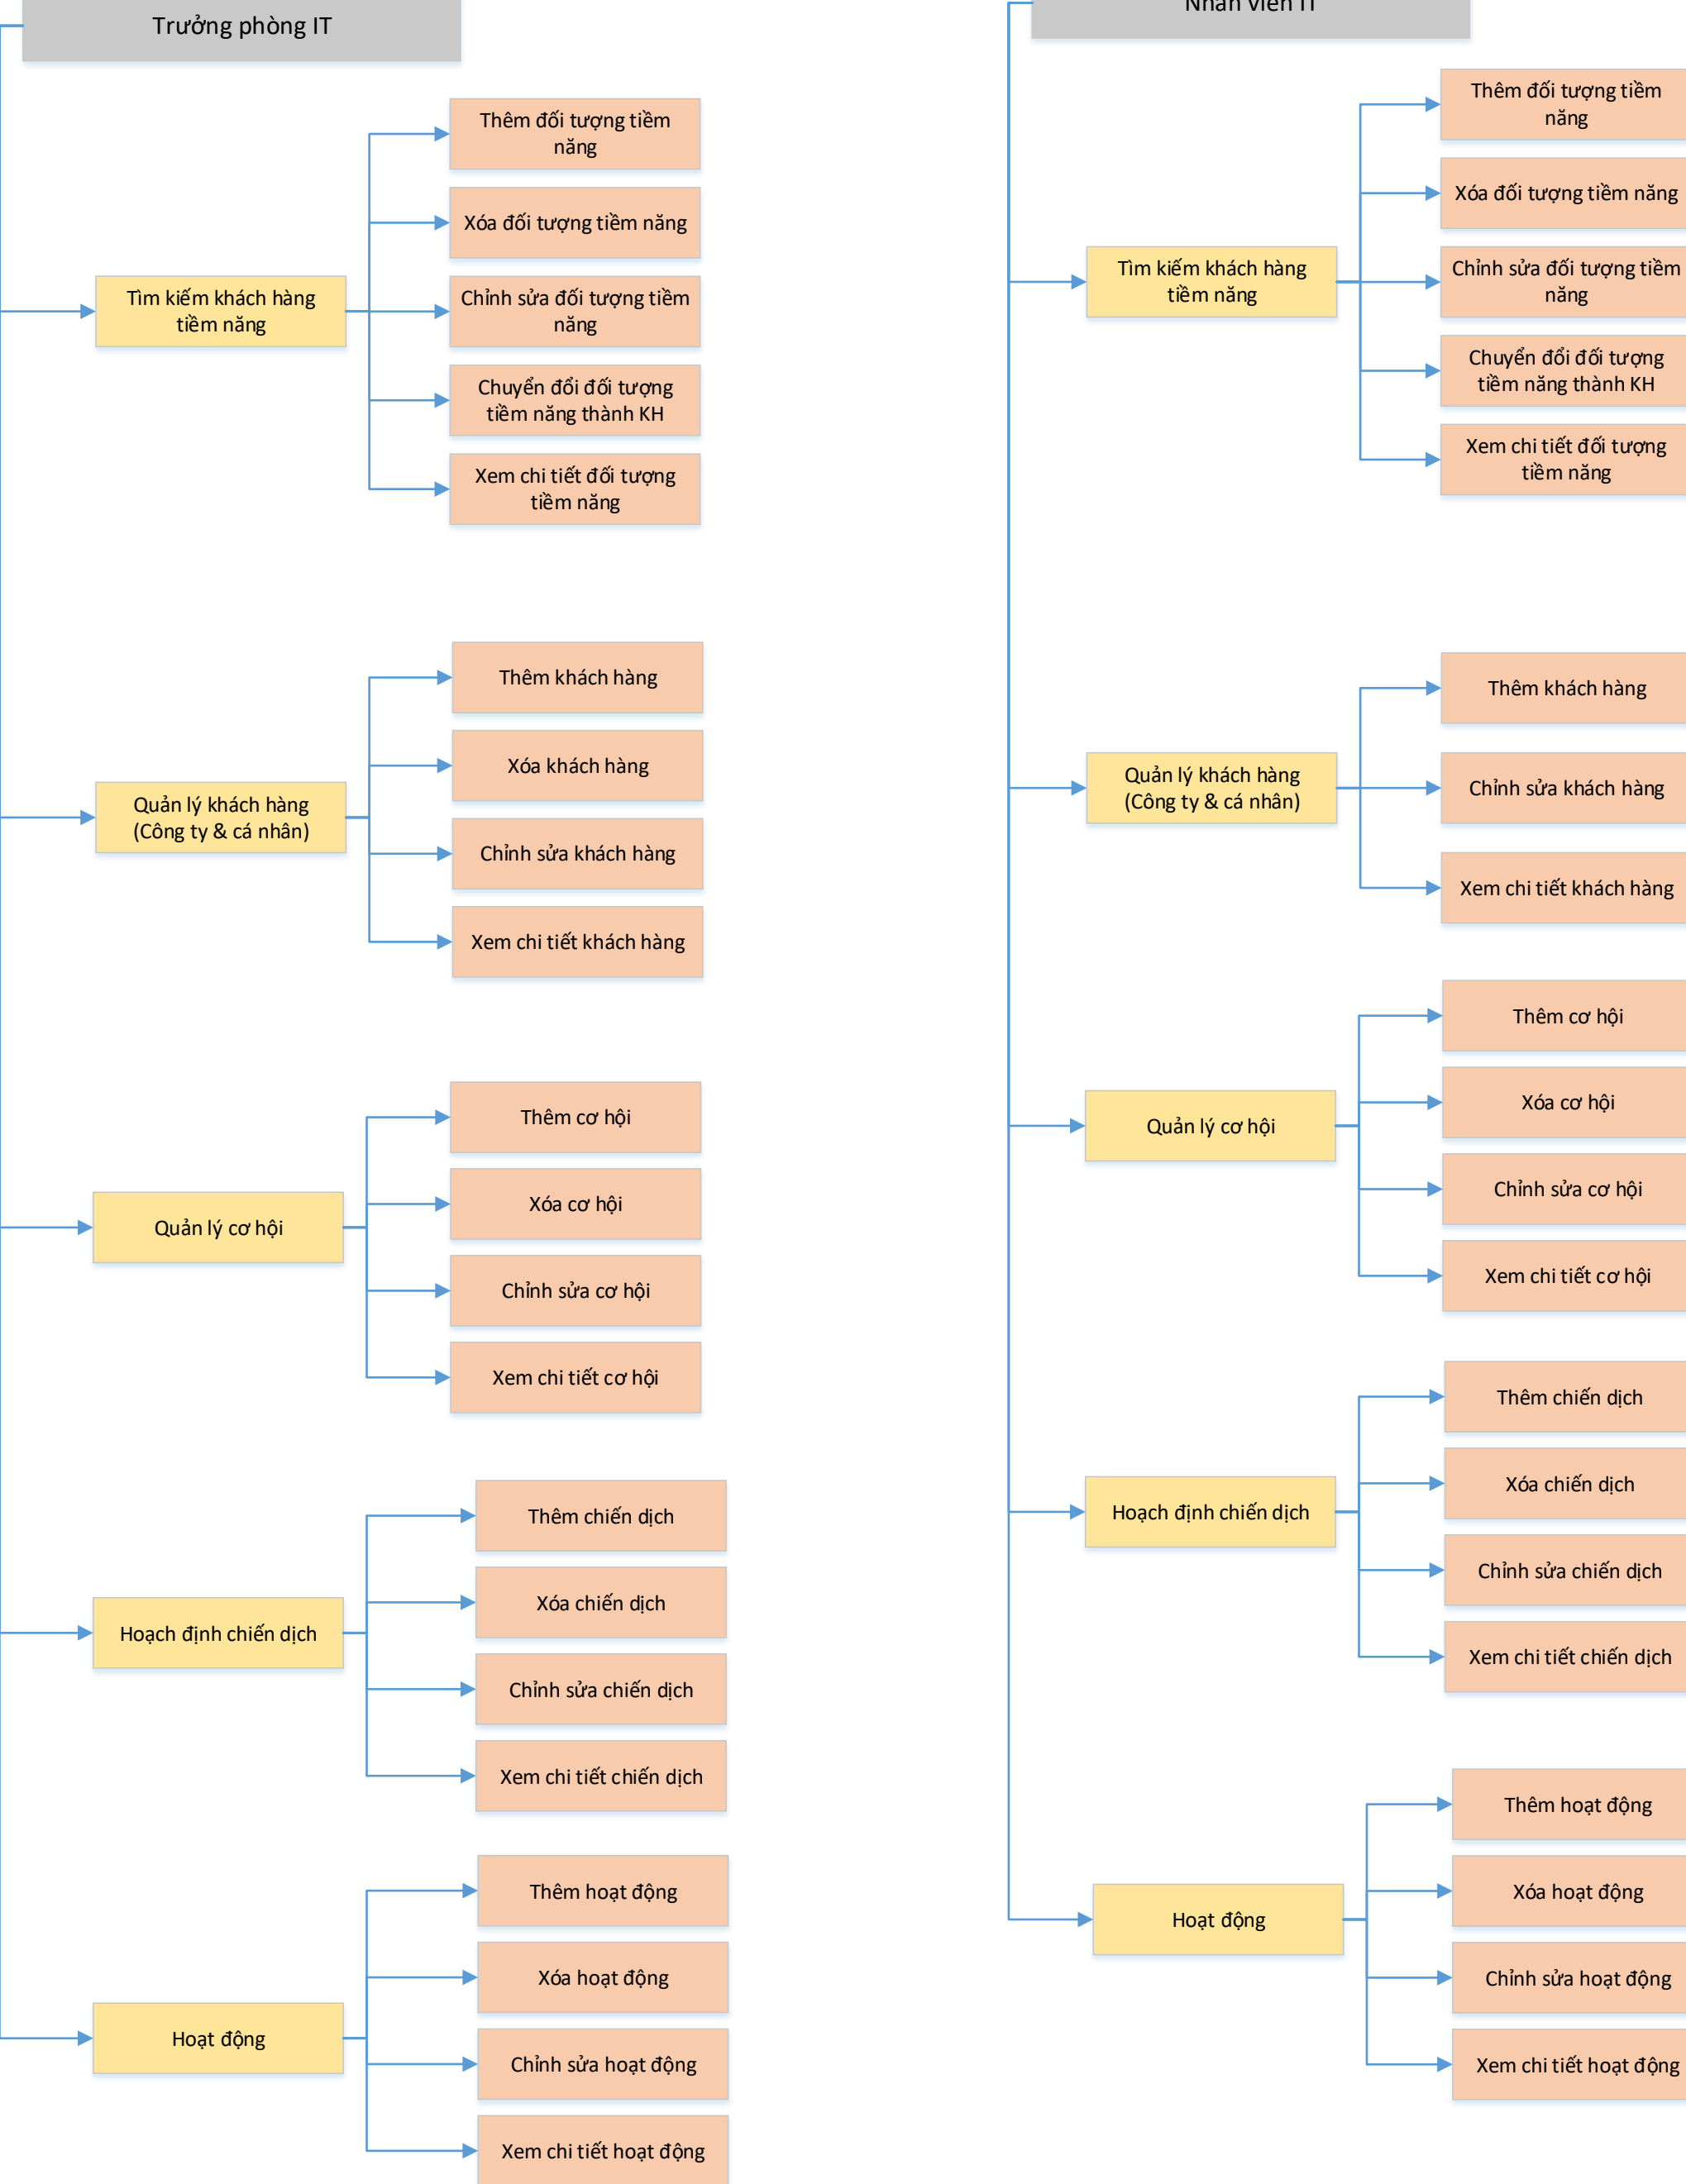 Trưởng phòng IT
Tìm kiếm khách hàng
tiềm năng
Thêm đối tượng tiềm
năng
Xóa đối tượng tiềm năng
Chỉnh sửa đối tượng tiềm
năng
Chuyển đổi đối tượng
tiềm năng thành KH
Xem chi tiết đối tượng
tiềm năng
Quản lý khách hàng
(Công ty & cá nhân)
Thêm khách hàng
Xóa khách hàng
Chỉnh sửa khách hàng
Xem chi tiết khách hàng
Quản lý cơ hội
Thêm cơ hội
Xóa cơ hội
Chỉnh sửa cơ hội
Xem chi tiết cơ hội
Hoạch định chiến dịch
Thêm chiến dịch
Xóa chiến dịch
Chỉnh sửa chiến dịch
Xem chi tiết chiến dịch
Hoạt động
Thêm hoạt động
Xóa hoạt động
Chỉnh sửa hoạt động
Xem chi tiết hoạt động
Nhân viên IT
Tìm kiếm khách hàng
tiềm năng
Thêm đối tượng tiềm
năng
Xóa đối tượng tiềm năng
Chỉnh sửa đối tượng tiềm
năng
Chuyển đổi đối tượng
tiềm năng thành KH
Xem chi tiết đối tượng
tiềm năng
Quản lý khách hàng
(Công ty & cá nhân)
Thêm khách hàng
Chỉnh sửa khách hàng
Xem chi tiết khách hàng
Quản lý cơ hội
Thêm cơ hội
Xóa cơ hội
Chỉnh sửa cơ hội
Xem chi tiết cơ hội
Hoạch định chiến dịch
Thêm chiến dịch
Xóa chiến dịch
Chỉnh sửa chiến dịch
Xem chi tiết chiến dịch
Hoạt động
Thêm hoạt động
Xóa hoạt động
Chỉnh sửa hoạt động
Xem chi tiết hoạt động